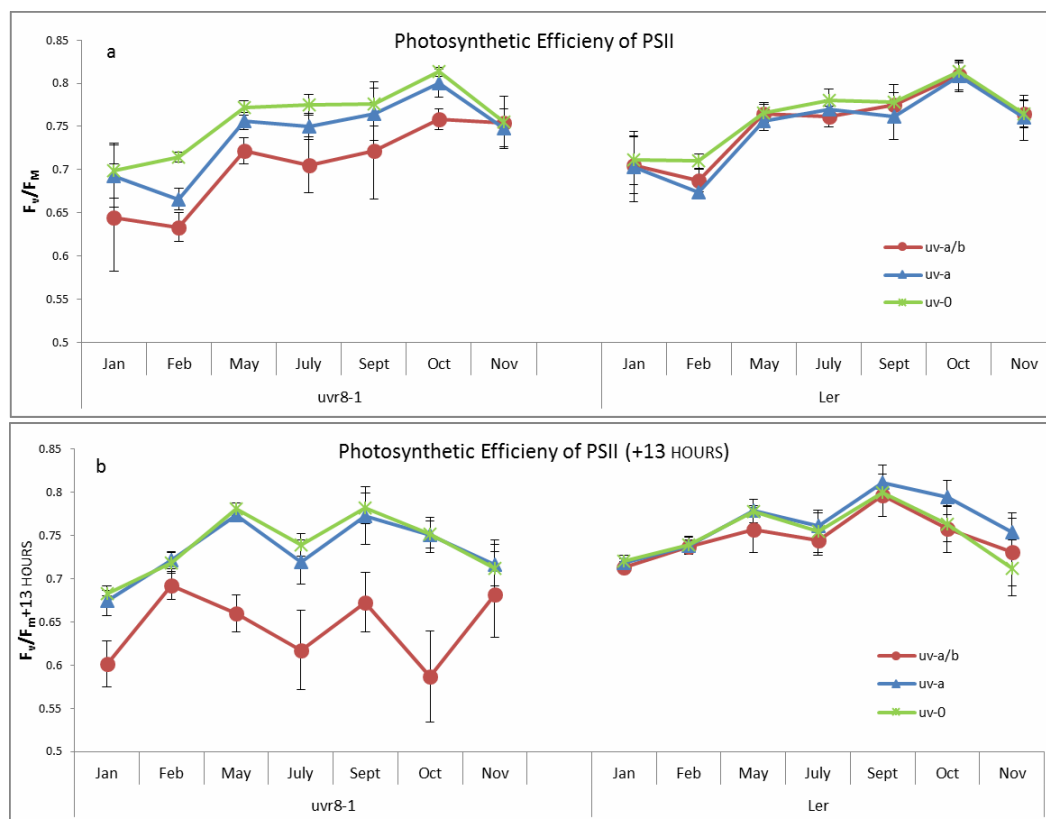 Photosynthetic Efficieny of PSII
a
0.85
0.8
0.75
0.7
0.65
0.6
0.55
0.5
Fv/FM
uv-a/b
uv-a
uv-0
Jan Feb May July Sept Oct Nov Jan Feb May July Sept Oct Nov
uvr8-1 Ler
Photosynthetic Efficieny of PSII (+13 HOURS)
b
0.85
0.8
0.75
0.7
0.65
0.6
0.55
0.5
Fv/Fm+13 HOURS
uv-a/b
uv-a
uv-0
Jan Feb May July Sept Oct Nov Jan Feb May July Sept Oct Nov
uvr8-1 Ler